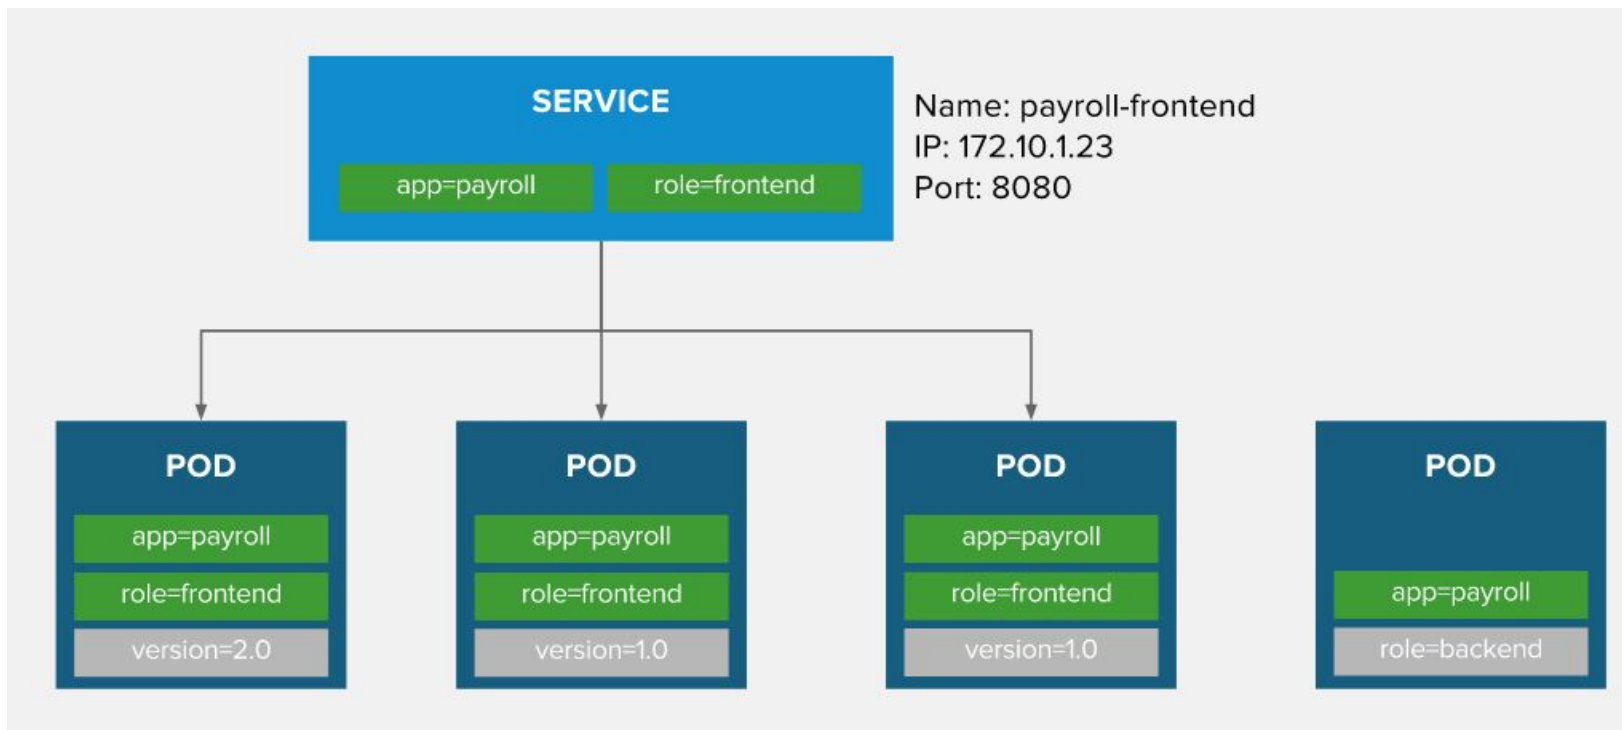 SERVICE
app=payroll
role=frontend
Name: payroll-frontend
IP: 172.10.1.23
Port: 8080
POD
app=payroll
role=frontend
version=2.0
POD
app=payroll
role=frontend
version=1.0
POD
app=payroll
role=frontend
version=1.0
POD
app=payroll
role=backend